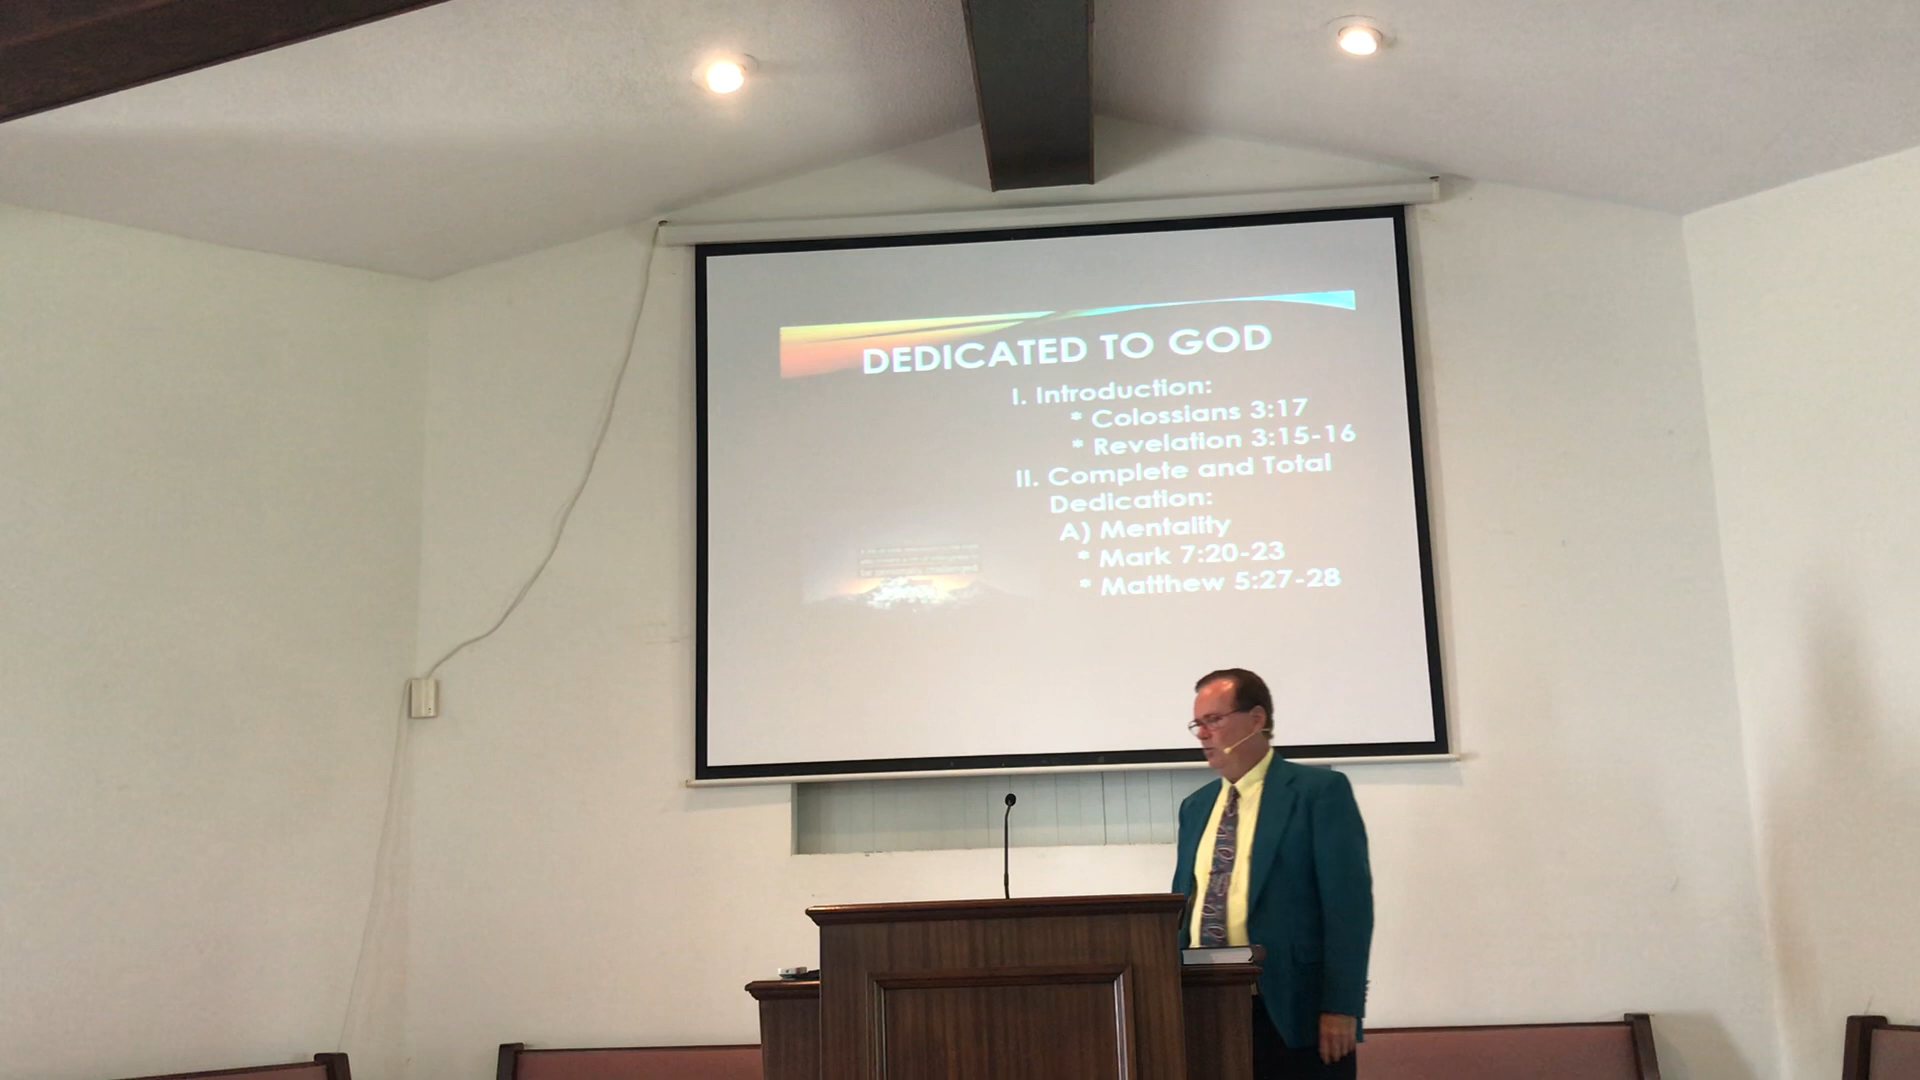 DEDICATED TO GOD
I. Introduction:
* Colossians 3:17
* Revelation 3:15-16
II. Complete and Total
Dedication:
A) Mentality
* Mark 7:20-23
* Matthew 5:27-28